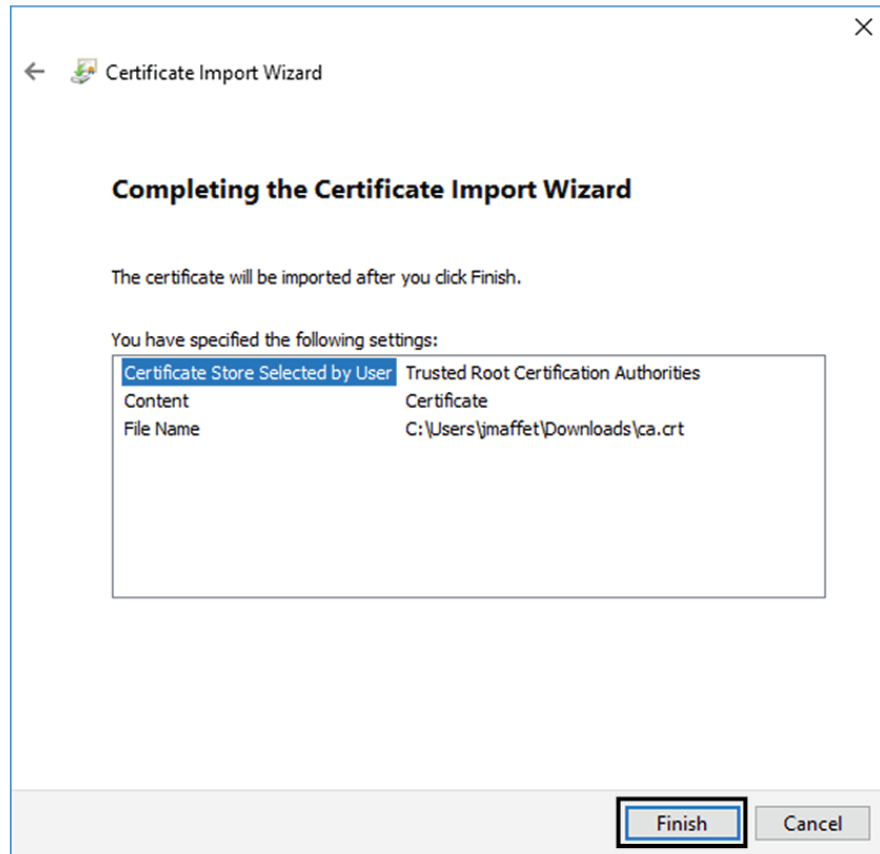 Certificate Import Wizard
Completing the Certificate Import Wizard
The certificate will be imported after you click Finish.
You have specified the following settings:
Certificate Store Selected by User Trusted Root Certification Authorities
Content Certificate
File Name C:\Users\jmaffet\Downloads\ca.crt
Finish Cancel